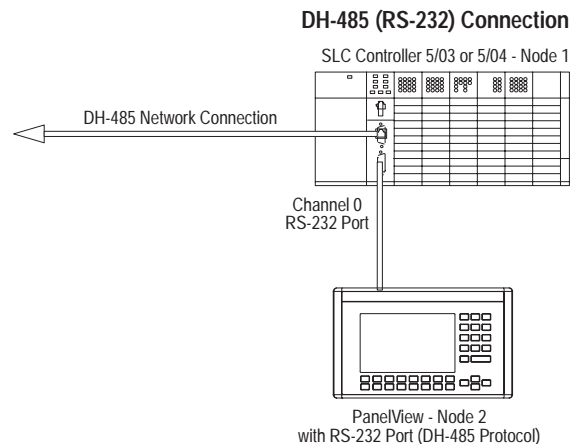 DH-485 (RS-232) Connection
SLC Controller 5/03 or 5/04 - Node 1
DH-485 Network Connection
Channel 0
RS-232 Port
PanelView - Node 2
with RS-232 Port (DH-485 Protocol)